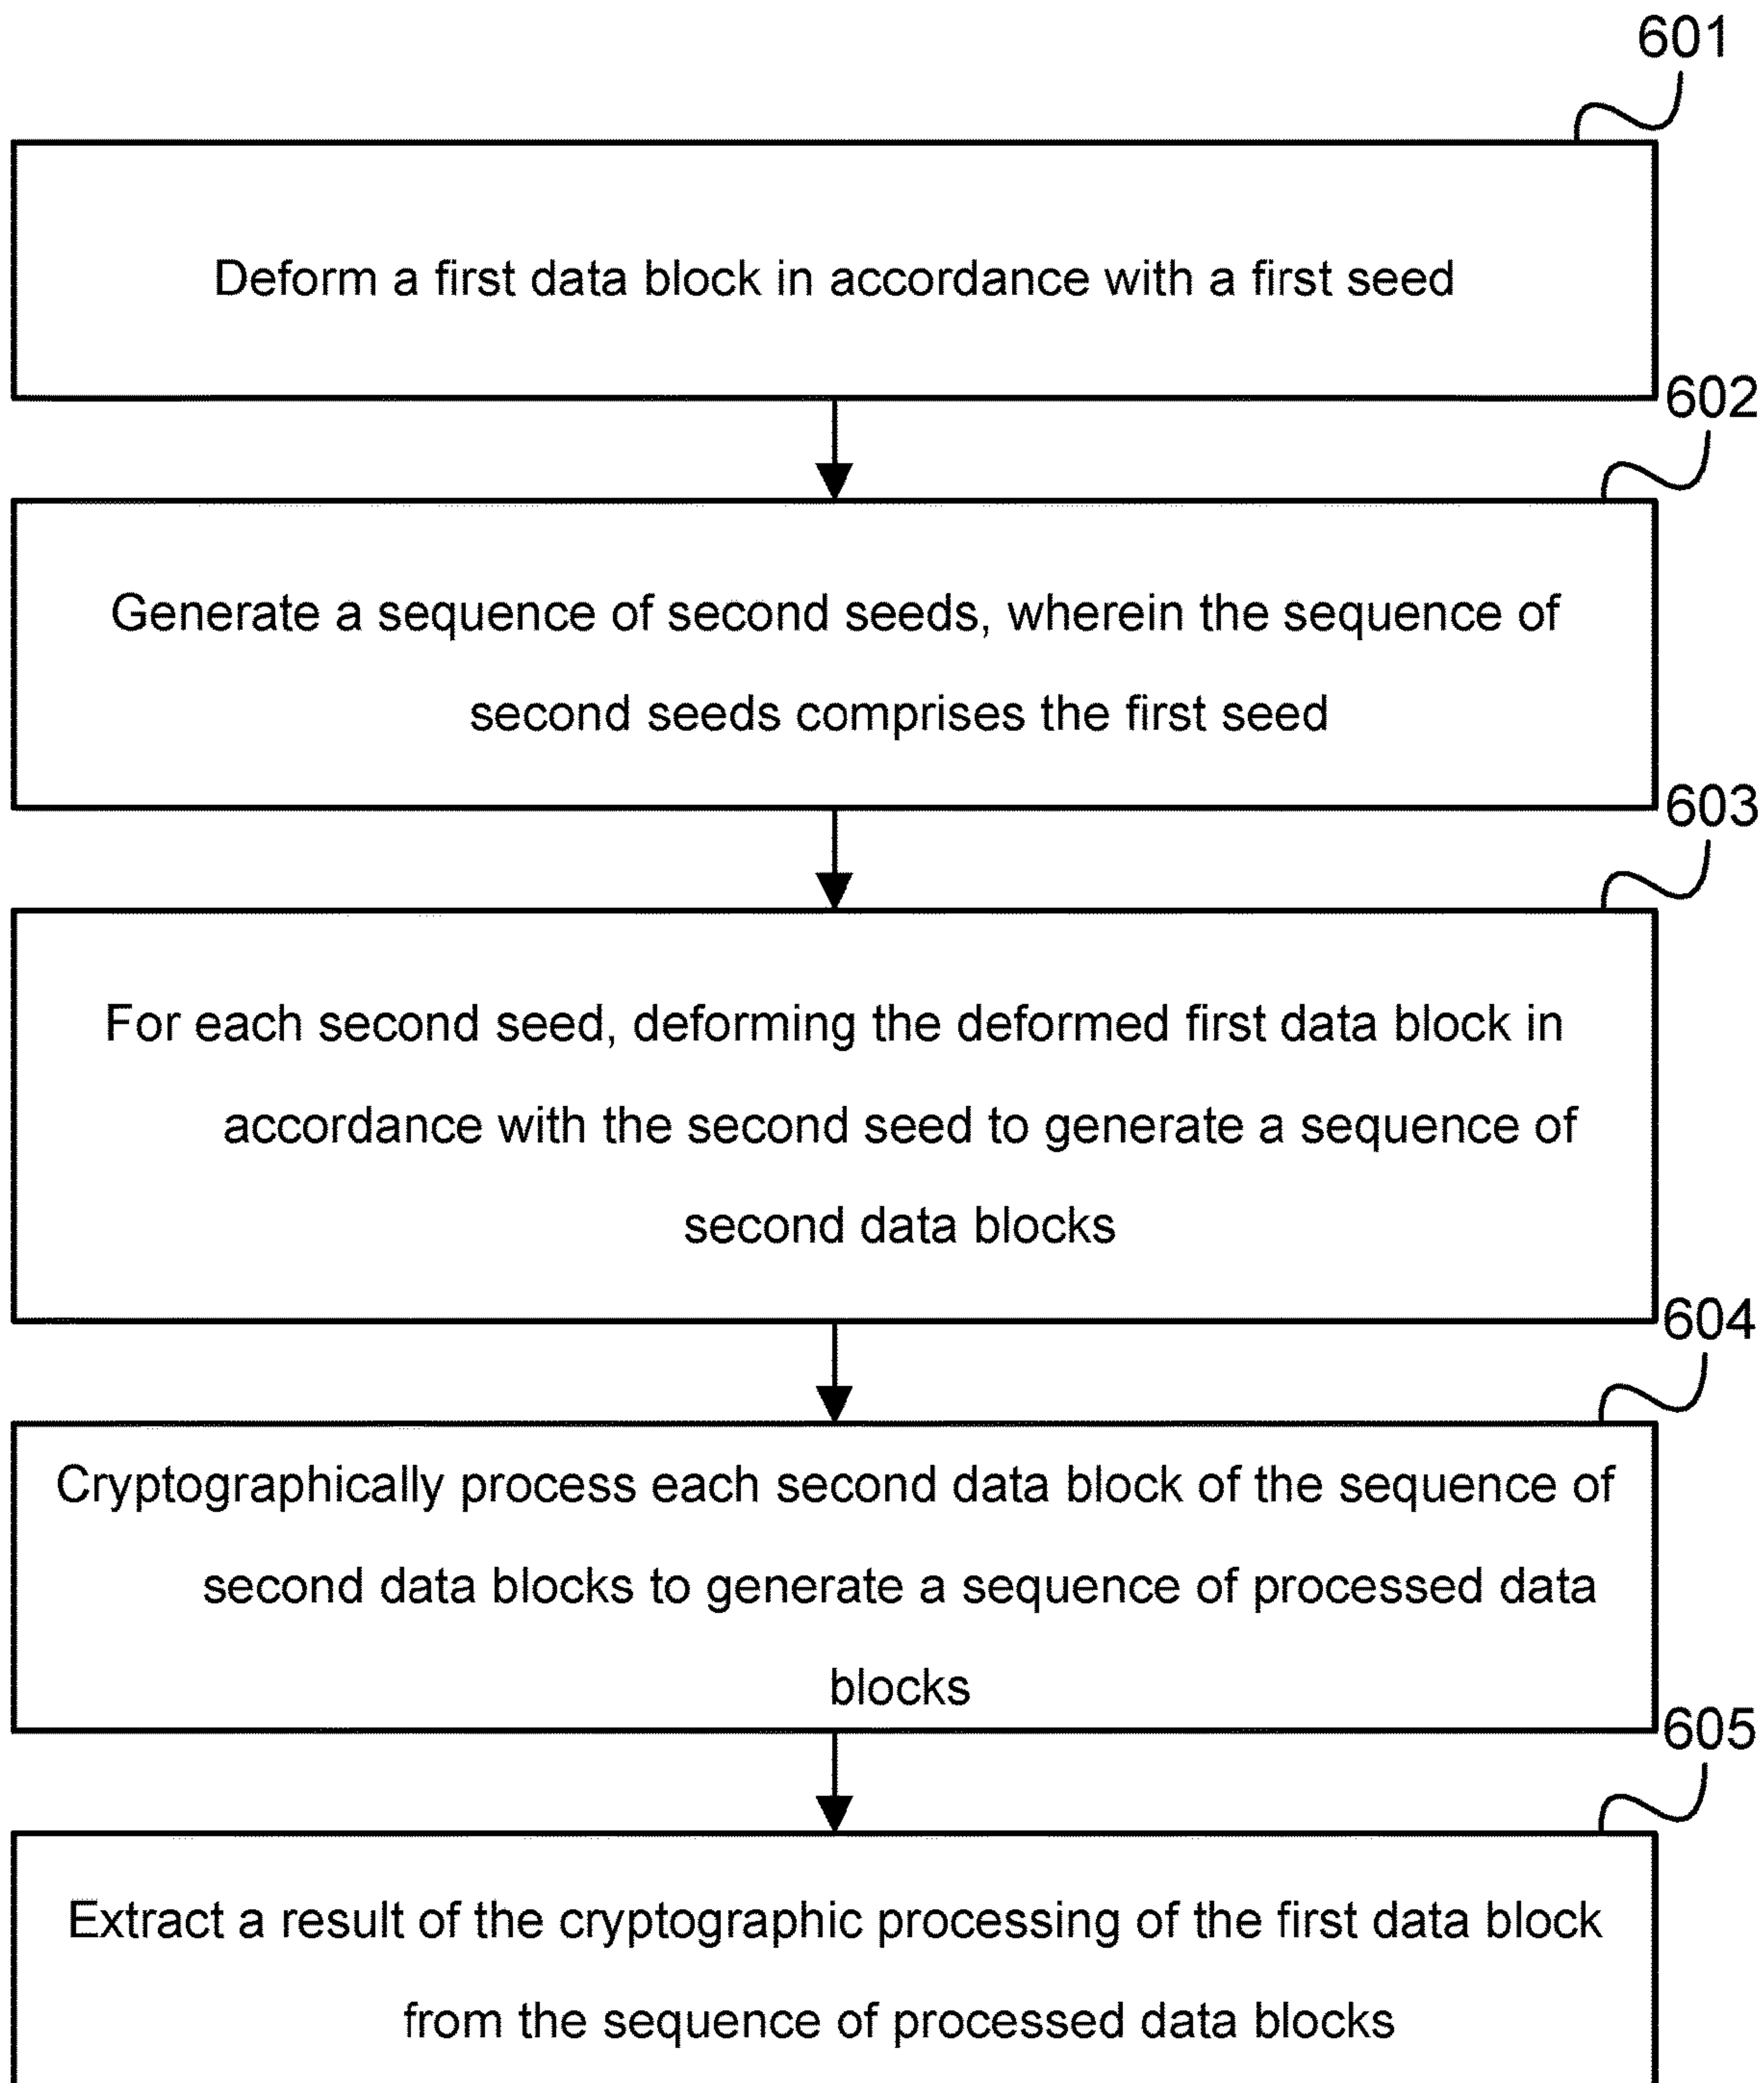 601
Deform a first data block in accordance with a first seed
602
Generate a sequence of second seeds, wherein the sequence of
second seeds comprises the first seed
603
For each second seed, deforming the deformed first data block in
accordance with the second seed to generate a sequence of
second data blocks
604
Cryptographically process each second data block of the sequence of
second data blocks to generate a sequence of processed data
blocks
605
Extract a result of the cryptographic processing of the first data block
from the sequence of processed data blocks